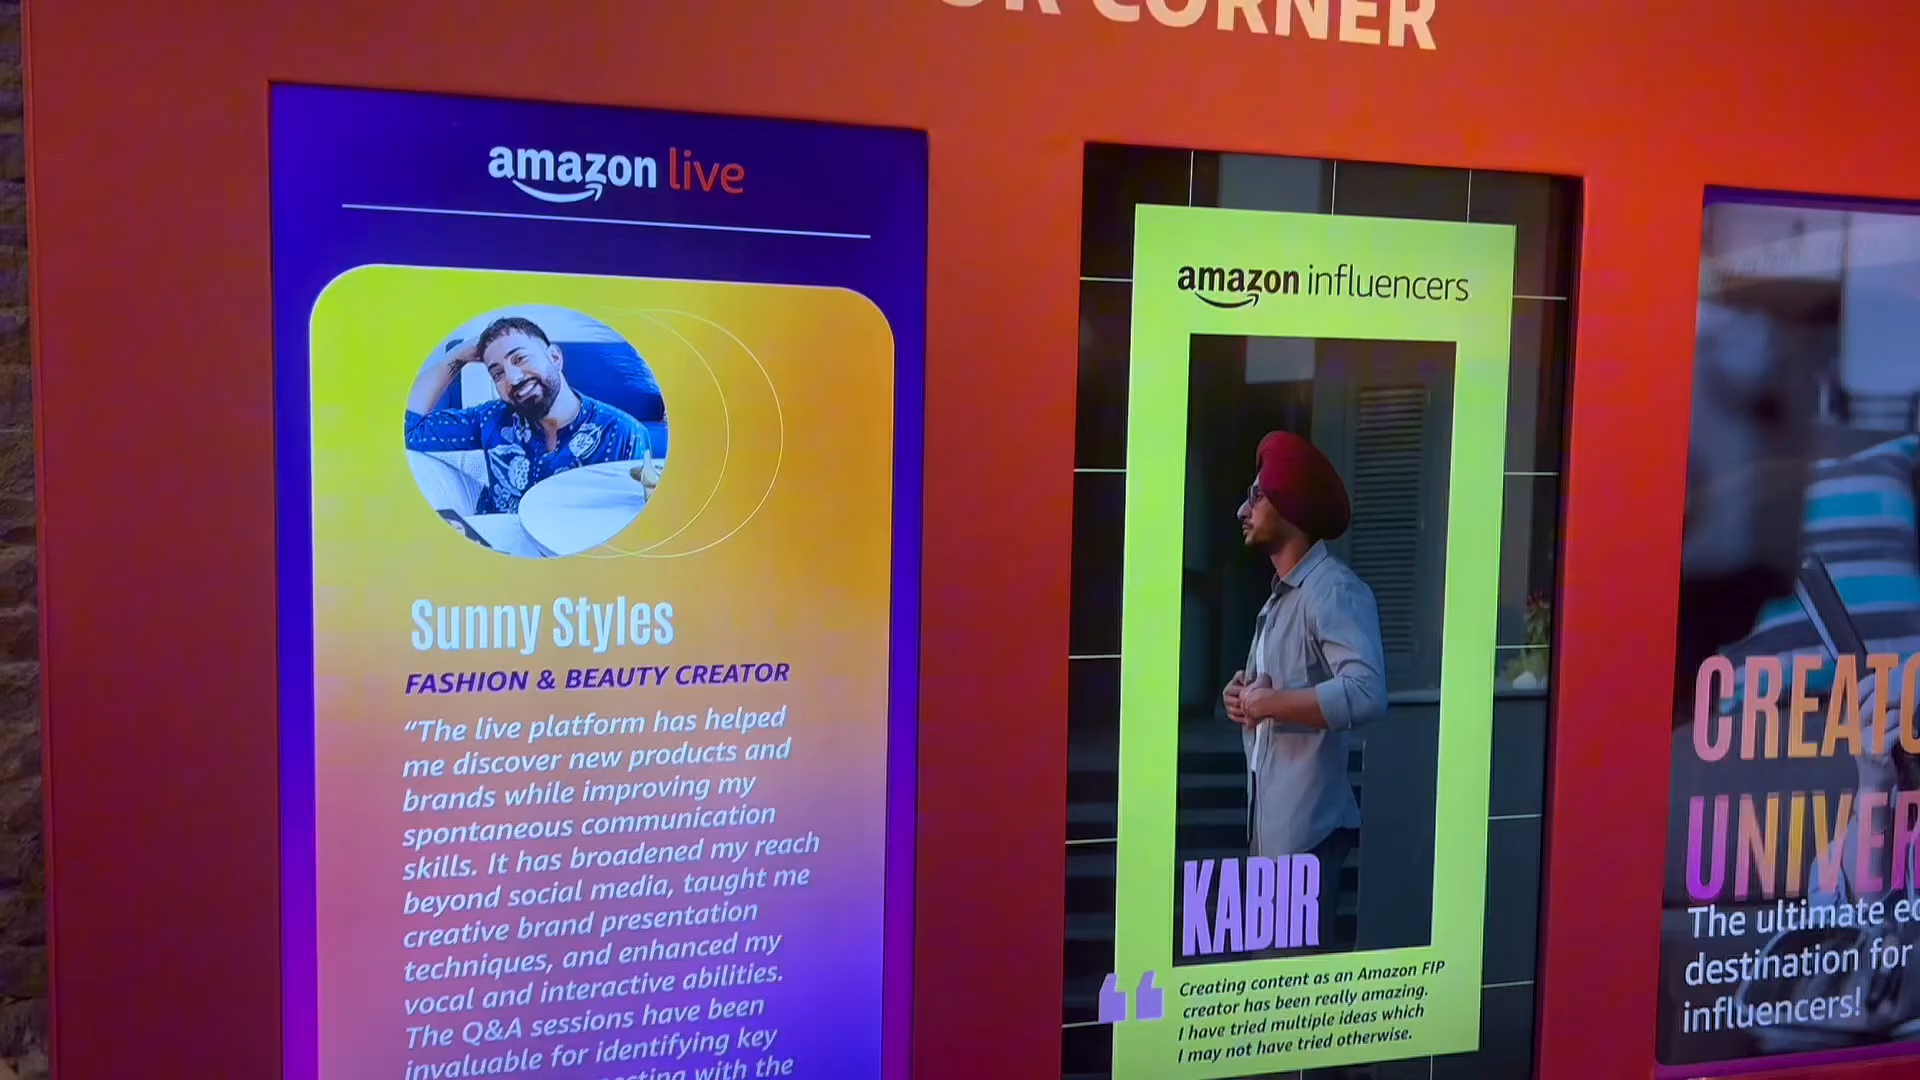 OR CORNER
amazon live
Sunny Styles
FASHION & BEAUTY CREATOR
“The live platform has helped
me discover new products and
brands while improving my
spontaneous communication
skills. It has broadened my reach
beyond social media, taught me
creative brand presentation
techniques, and enhanced my
vocal and interactive abilities.
The Q&A sessions have been
invaluable for identifying key
with the
amazon influencers
KABIR
“Creating content as an Amazon FIP
creator has been really amazing.
I have tried multiple ideas which
I may not have tried otherwise.
CREATO
UNIVER
The ultimate
destination for
influencers!